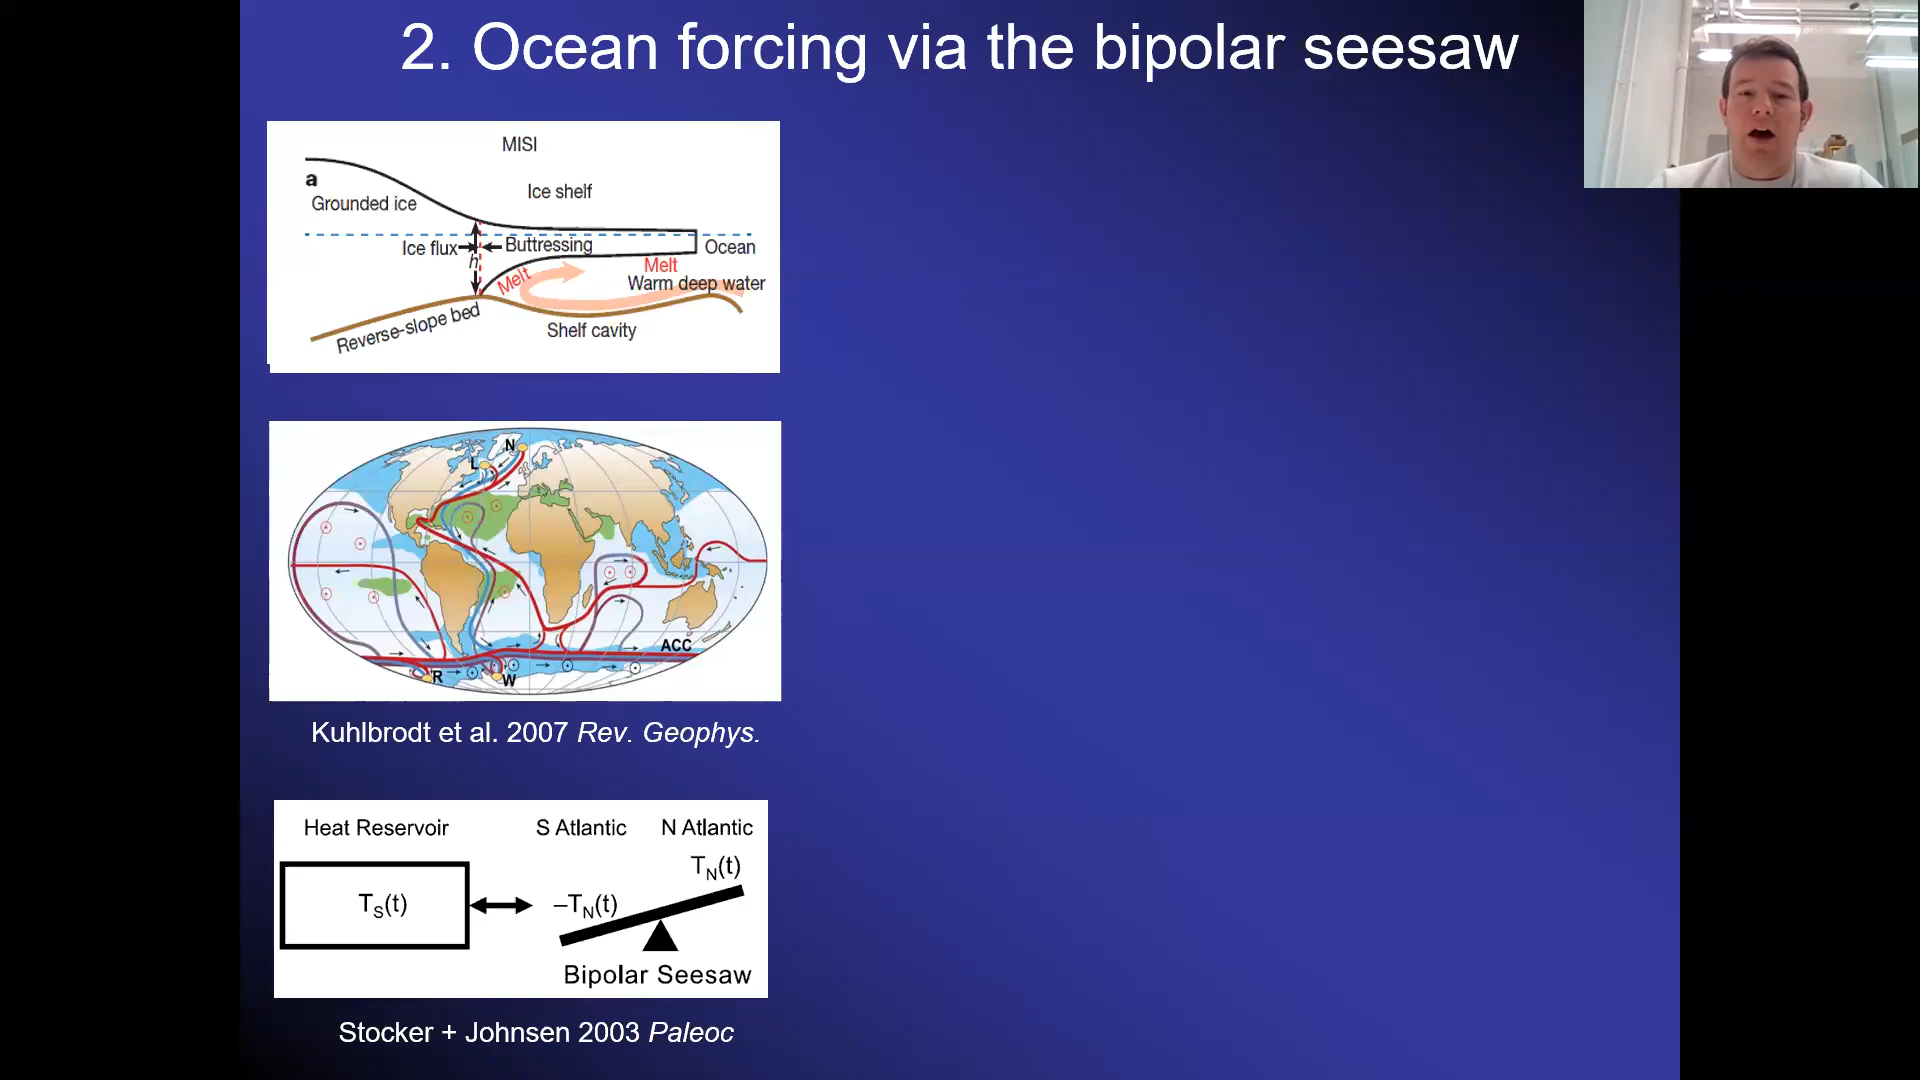 2. Ocean forcing via the bipolar seesaw
MISI
a
Grounded ice
Ice shelf
Ice flux
h
Buttressing
Ocean
Melt
Melt
Warm deep water
Reverse-slope bed
Shelf cavity
N
L
ACC
R
W
Kuhlbrodt et al. 2007 Rev. Geophys.
Heat Reservoir
S Atlantic
N Atlantic
TN(t)
TS(t)
–TN(t)
Bipolar Seesaw
Stocker + Johnsen 2003 Paleoc